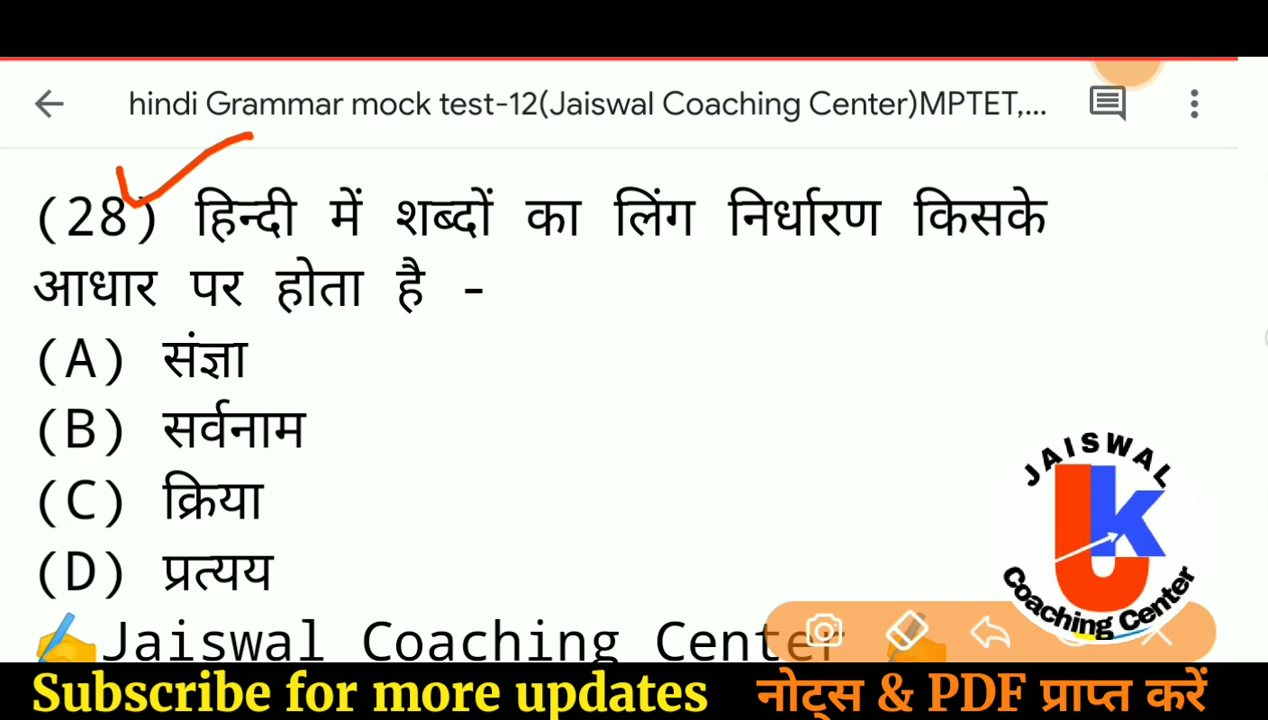 hindi Grammar mock test-12(Jaiswal Coaching Center)MPTET,...
(28) हिन्दी में शब्दों का लिंग निर्धारण किसके
आधार पर होता है -
(A) संज्ञा
(B) सर्वनाम
(C) क्रिया
(D) प्रत्यय
JAISWAL
Jk
Coaching Center
✍Jaiswal Coaching Center ✍
Subscribe for more updates नोट्स & PDF प्राप्त करें